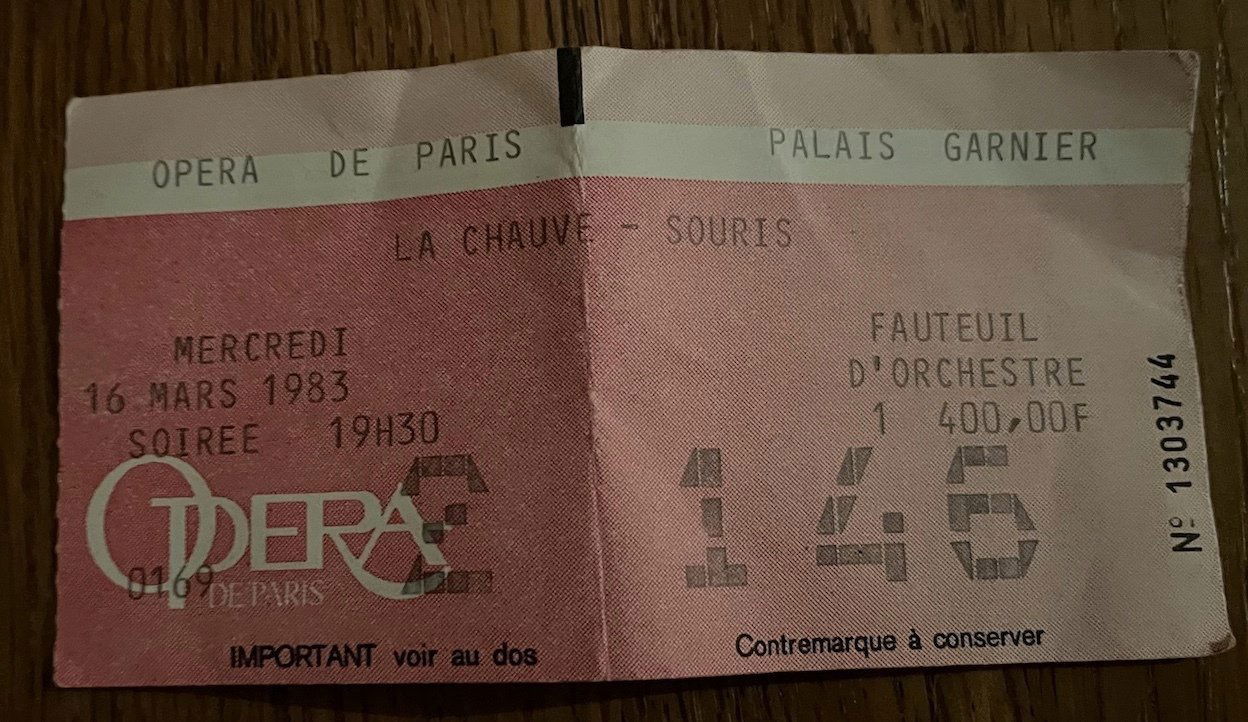 OPERA DE PARIS PALAIS GARNIER
LA CHAUVE - SOURIS
MERCREDI
16 MARS 1983
SOIREE 19H30
FAUTEUIL
D'ORCHESTRE
1 400,00F
OPERA
DE PARIS
0169
2 146
IMPORTANT voir au dos
Contremarque à conserver
Nº 1303744